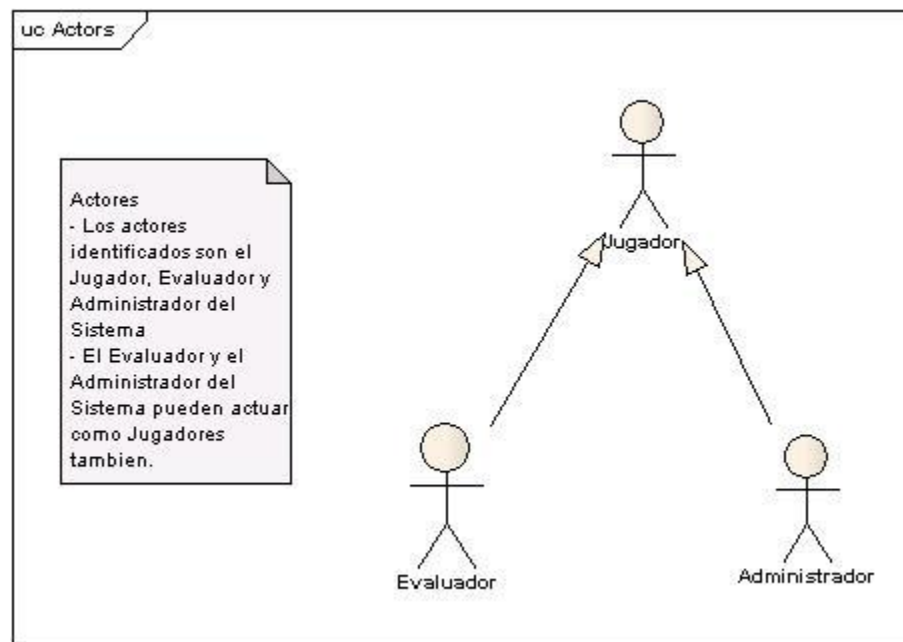 uc Actors
Actores
- Los actores
identificados son el
Jugador, Evaluador y
Administrador del
Sistema
- El Evaluador y el
Administrador del
Sistema pueden actuar
como Jugadores
tambien.
Jugador
Evaluador
Administrador